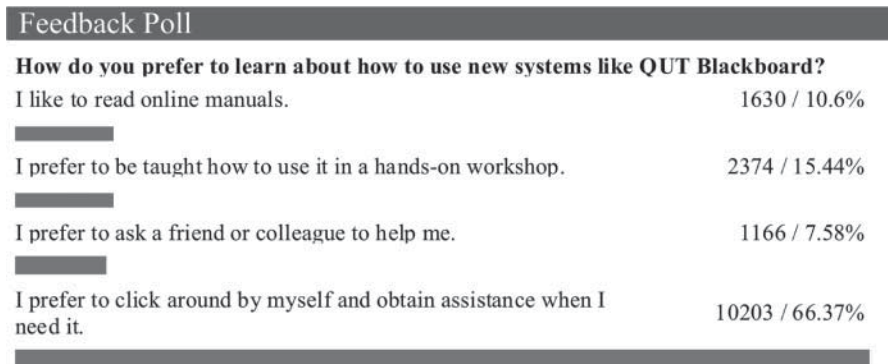 Feedback Poll
How do you prefer to learn about how to use new systems like QUT Blackboard?
I like to read online manuals. 1630 / 10.6%
I prefer to be taught how to use it in a hands-on workshop. 2374 / 15.44%
I prefer to ask a friend or colleague to help me. 1166 / 7.58%
I prefer to click around by myself and obtain assistance when I
need it. 10203 / 66.37%